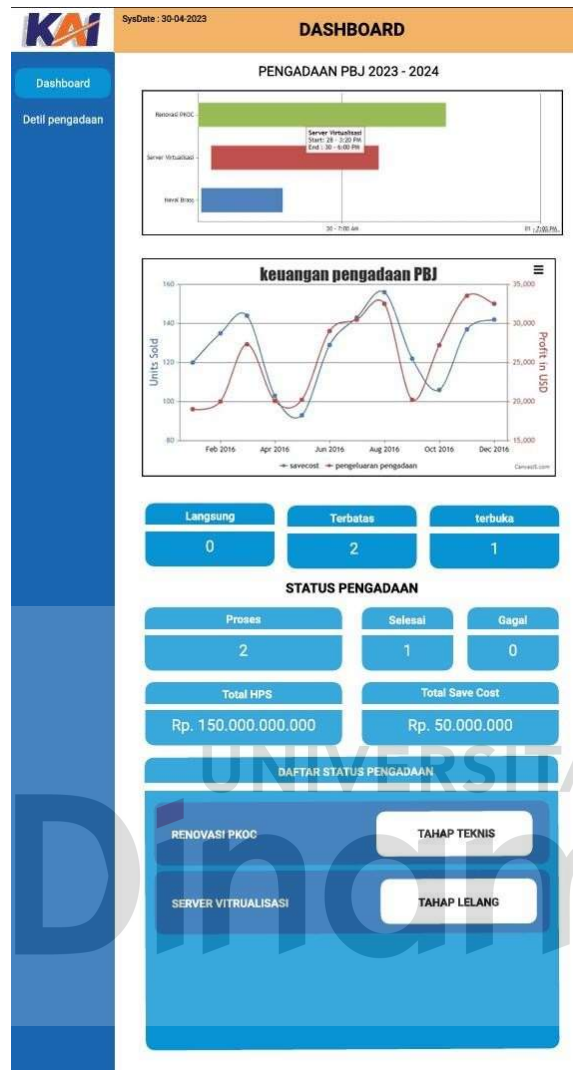 KAI
SysDate : 30-04-2023
DASHBOARD
Dashboard
Detil pengadaan
PENGADAAN PBJ 2023 - 2024
Renovasi PKOC
Server Virtualisasi
Start: 28 - 3:20 PM
End : 30 - 6:00 PM
Server Virtualisasi
30 - 7:00 AM
01 - 7:00 PM
keuangan pengadaan PBJ
160
140
120
100
80
Units Sold
35,000
30,000
25,000
20,000
15,000
Profit in USD
Feb 2016
Apr 2016
Jun 2016
Aug 2016
Oct 2016
Dec 2016
savecost
pengeluaran pengadaan
CanvasJS.com
Langsung
Terbatas
terbuka
0
2
1
STATUS PENGADAAN
Proses
Selesai
Gagal
2
1
0
Total HPS
Total Save Cost
Rp. 150.000.000.000
Rp. 50.000.000
UNIVERSITA
DAFTAR STATUS PENGADAAN
Dinam
RENOVASI PKOC
TAHAP TEKNIS
SERVER VITRUALISASI
TAHAP LELANG